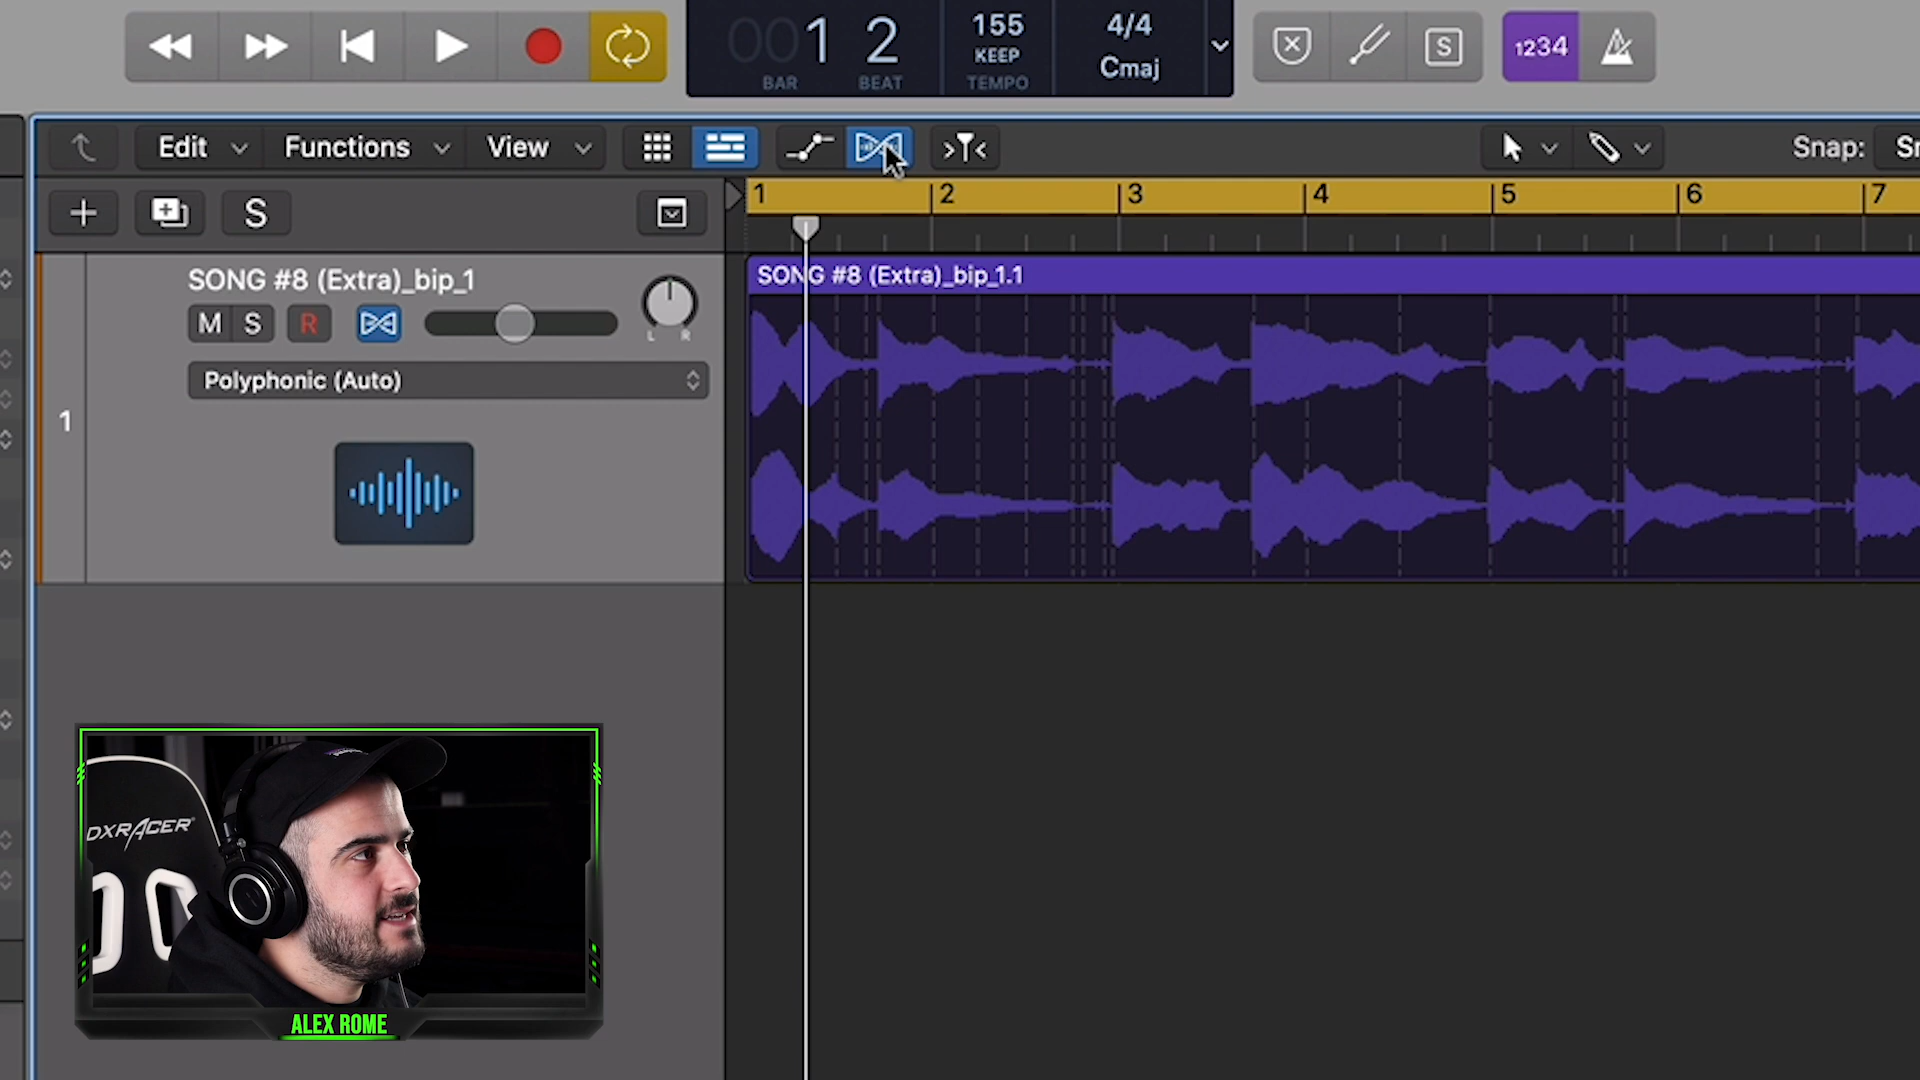 001 2
BAR BEAT
155
KEEP
TEMPO
4/4
Cmaj
S
1234
Edit Functions View
Snap:
S
1 2 3 4 5 6 7
SONG #8 (Extra)_bip_1
M S R
L R
Polyphonic (Auto)
1
SONG #8 (Extra)_bip_1.1
DXRACER
ALEX ROME